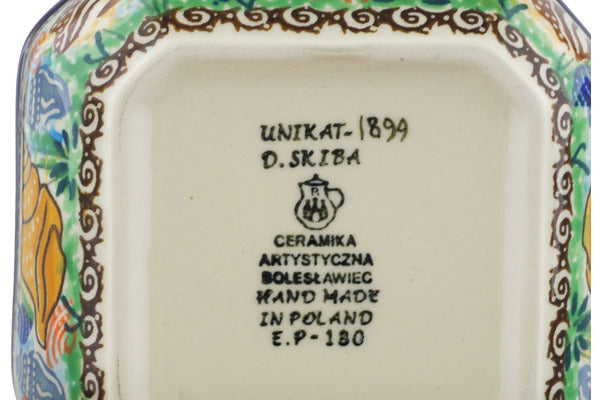 UNIKAT-1899
D.SKIBA
B
CERAMIKA
ARTYSTYCZNA
BOLESŁAWIEC
HAND MADE
IN POLAND
E.P-180